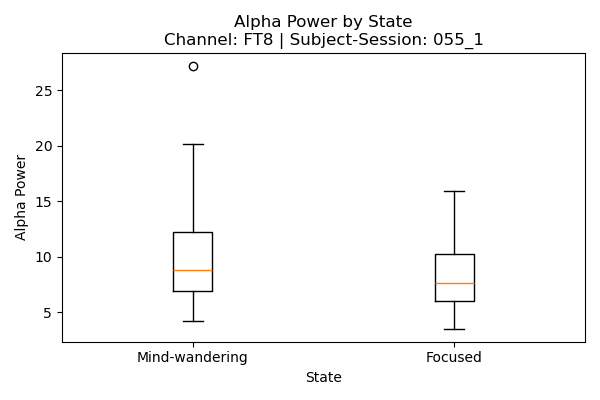 Alpha Power by State
Channel: FT8 | Subject-Session: 055_1
Alpha Power
25
20
15
10
5
Mind-wandering
Focused
State